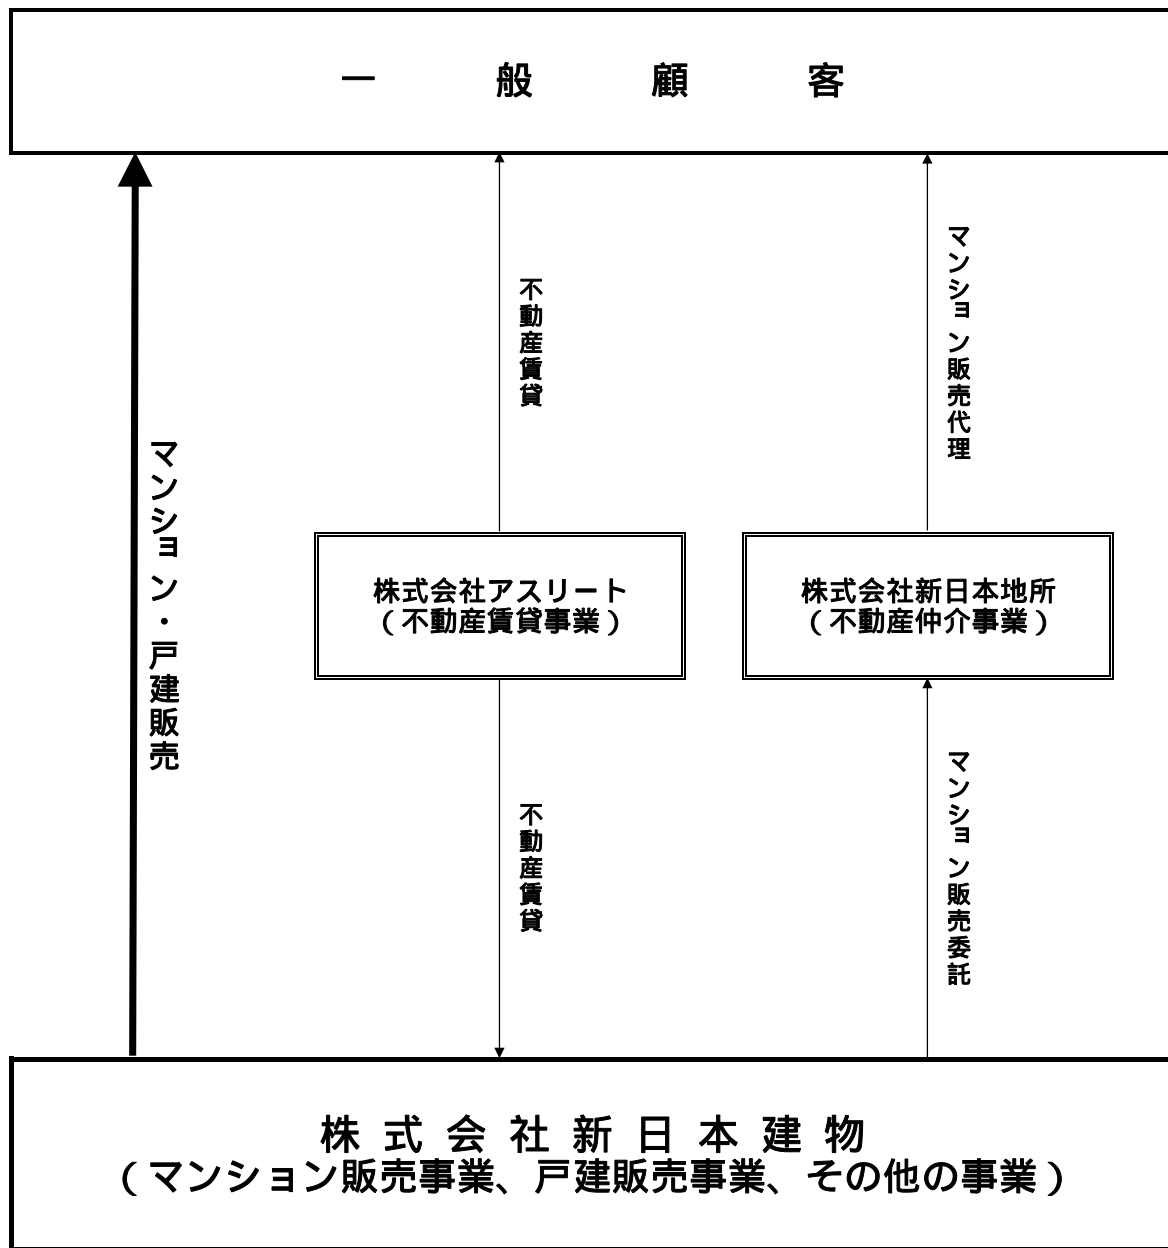 一般顧客
不動産賃貸
マンション販売代理
マンション・戸建販売
株式会社アスリート
（不動産賃貸事業）
株式会社新日本地所
（不動産仲介事業）
不動産賃貸
マンション販売委託
株式会社新日本建物
（マンション販売事業、戸建販売事業、その他の事業）